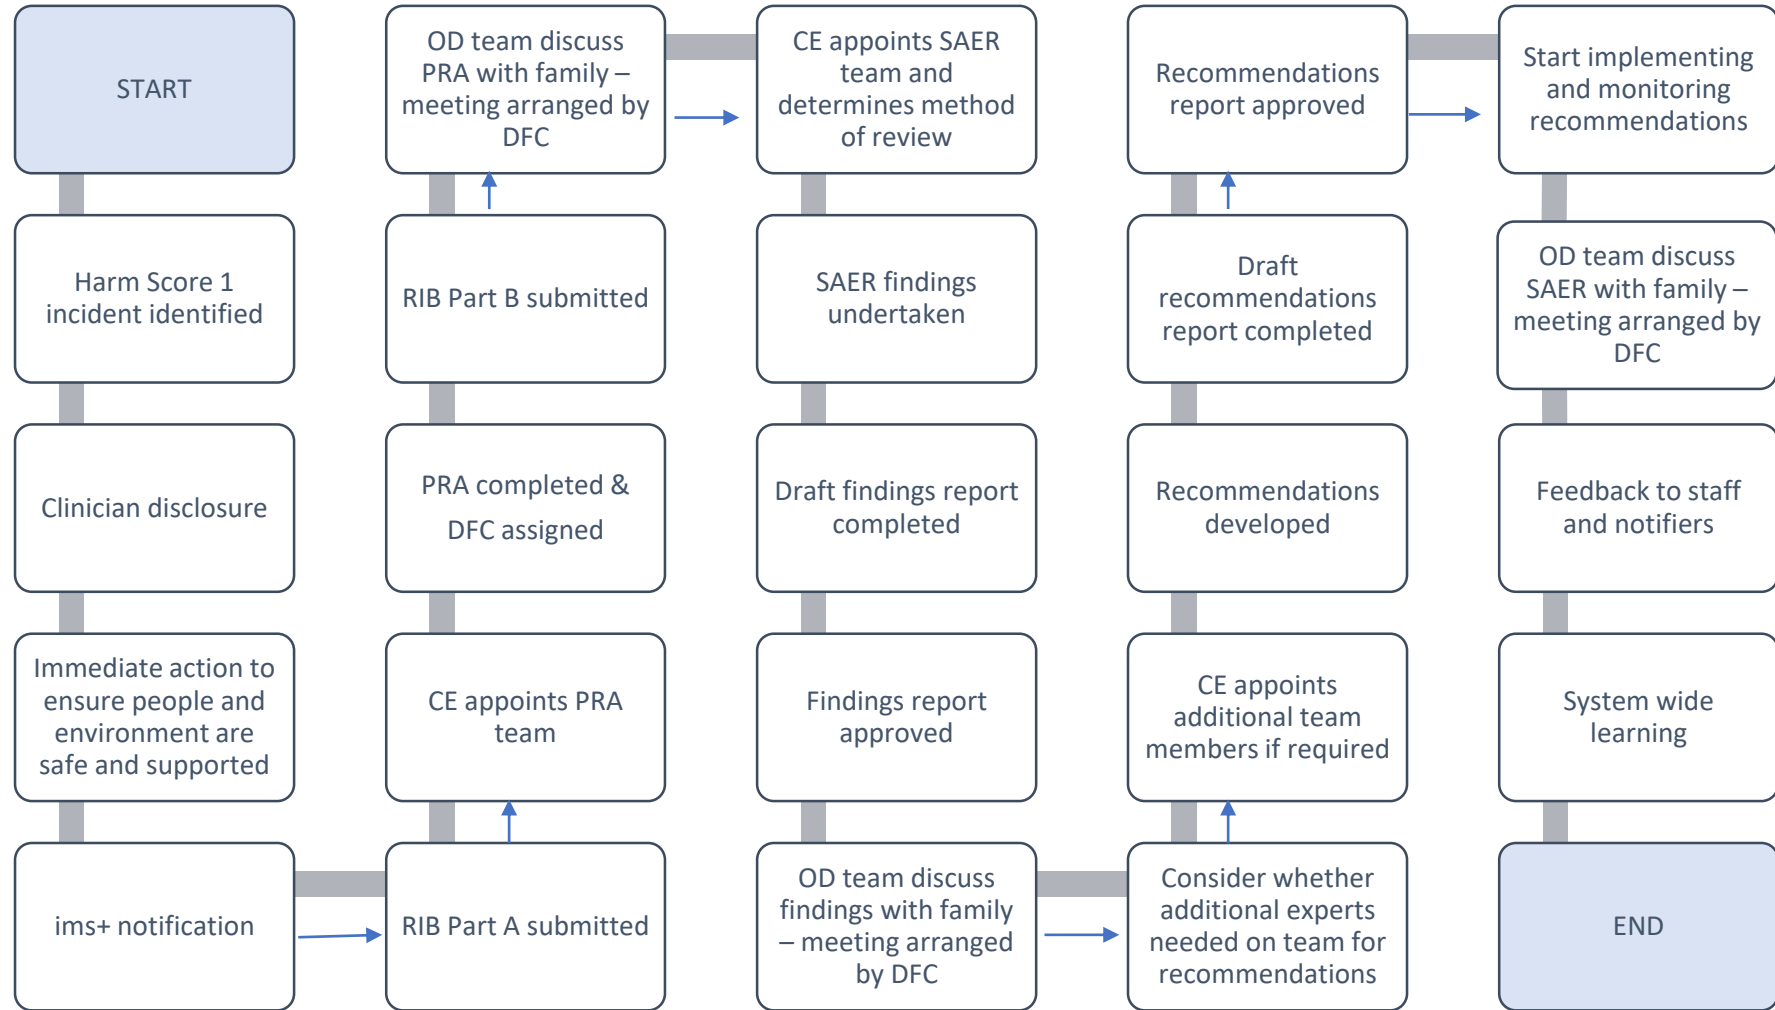 START
Harm Score 1
incident identified
Clinician disclosure
Immediate action to
ensure people and
environment are
safe and supported
ims+ notification
RIB Part A submitted
CE appoints PRA
team
PRA completed &
DFC assigned
RIB Part B submitted
OD team discuss
PRA with family –
meeting arranged by
DFC
CE appoints SAER
team and
determines method
of review
SAER findings
undertaken
Draft findings report
completed
Findings report
approved
OD team discuss
findings with family
– meeting arranged
by DFC
Consider whether
additional experts
needed on team for
recommendations
CE appoints
additional team
members if required
Recommendations
developed
Draft
recommendations
report completed
Recommendations
report approved
Start implementing
and monitoring
recommendations
OD team discuss
SAER with family –
meeting arranged by
DFC
Feedback to staff
and notifiers
System wide
learning
END